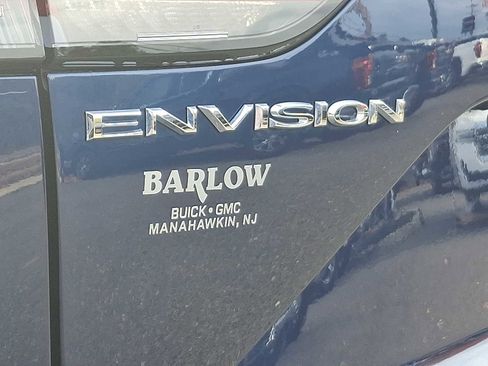 ENVISION
BARLOW
BUICK • GMC
MANAHAWKIN, NJ